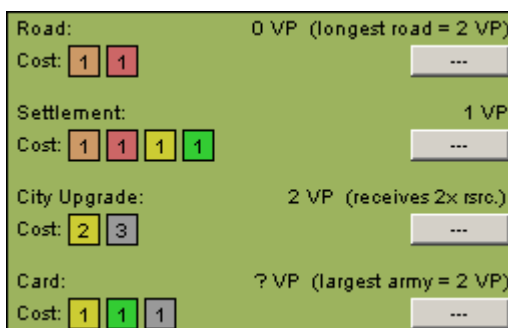 Road: 0 VP (longest road = 2 VP)
Cost: 1 1 ---
Settlement: 1 VP
Cost: 1 1 1 1 ---
City Upgrade: 2 VP (receives 2x rsrc.)
Cost: 2 3 ---
Card: ? VP (largest army = 2 VP)
Cost: 1 1 1 ---